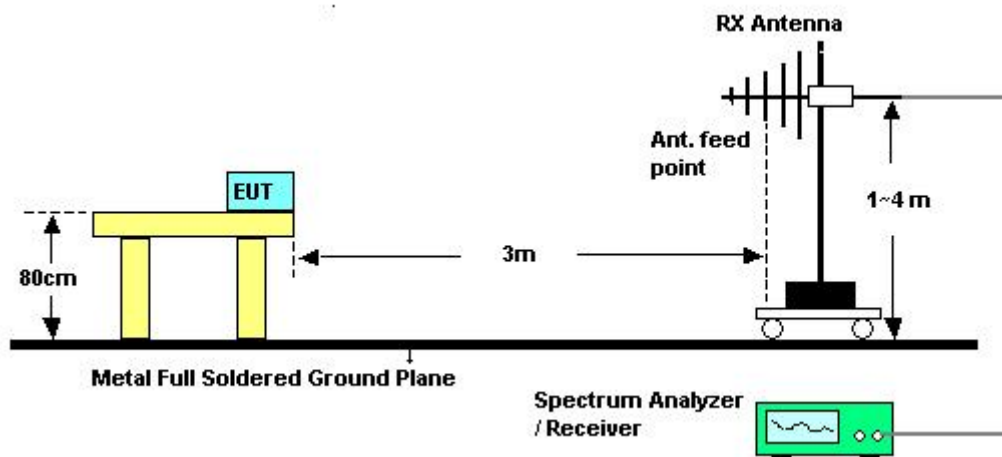 RX Antenna
Ant. feed
point
EUT
1~4 m
3m
80cm
Metal Full Soldered Ground Plane
Spectrum Analyzer
/ Receiver